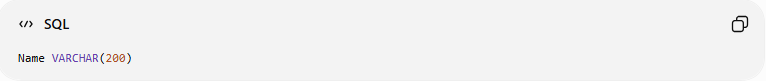 </> SQL
Name VARCHAR(200)